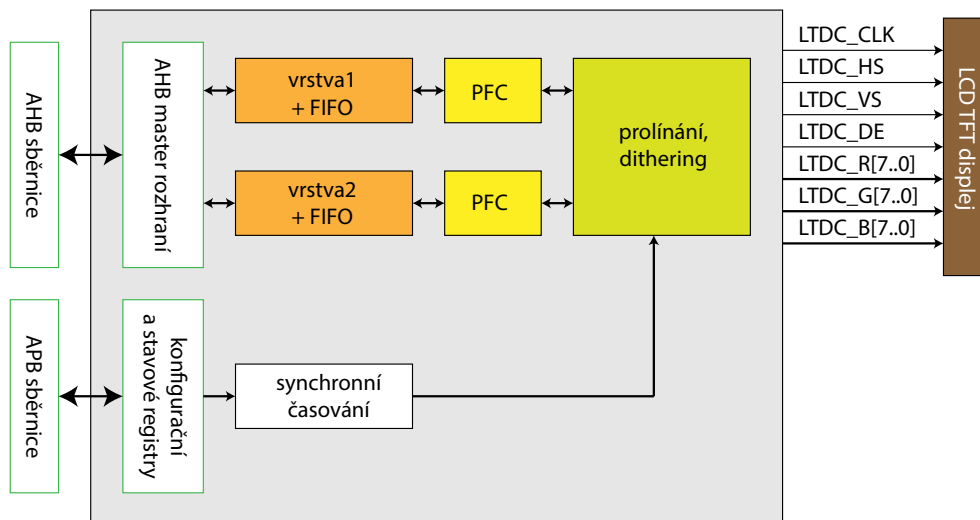 AHB sběrnice
AHB master rozhraní
vrstva1
+ FIFO
PFC
vrstva2
+ FIFO
PFC
prolínání,
dithering
LTDC_CLK
LTDC_HS
LTDC_VS
LTDC_DE
LTDC_R[7..0]
LTDC_G[7..0]
LTDC_B[7..0]
LCD TFT displej
APB sběrnice
konfigurační
a stavové registry
synchronní
časování